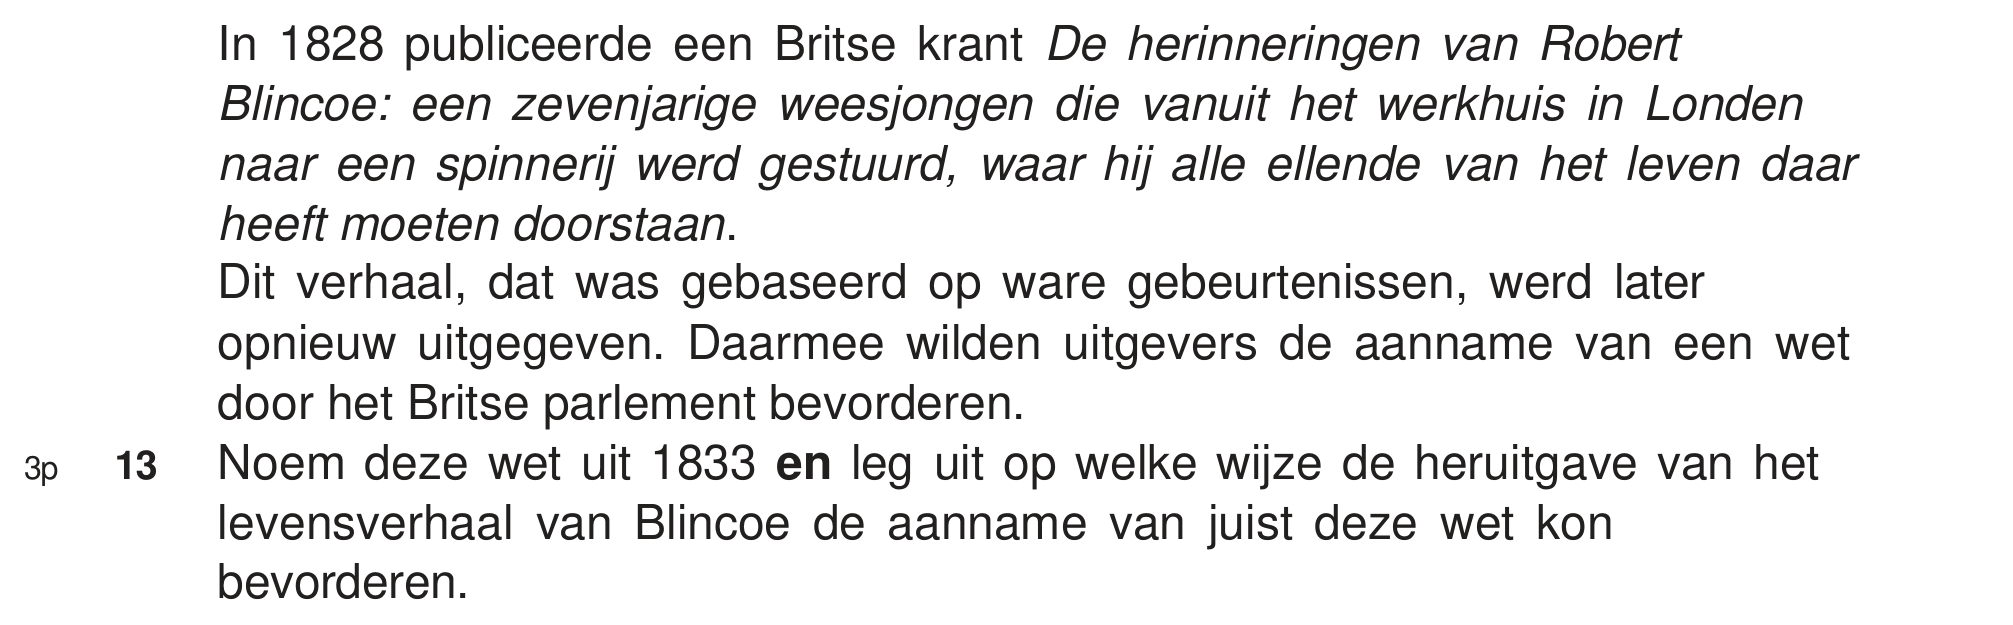 In 1828 publiceerde een Britse krant De herinneringen van Robert
Blincoe: een zevenjarige weesjongen die vanuit het werkhuis in Londen
naar een spinnerij werd gestuurd, waar hij alle ellende van het leven daar
heeft moeten doorstaan.
Dit verhaal, dat was gebaseerd op ware gebeurtenissen, werd later
opnieuw uitgegeven. Daarmee wilden uitgevers de aanname van een wet
door het Britse parlement bevorderen.
3p 13 Noem deze wet uit 1833 en leg uit op welke wijze de heruitgave van het
levensverhaal van Blincoe de aanname van juist deze wet kon
bevorderen.